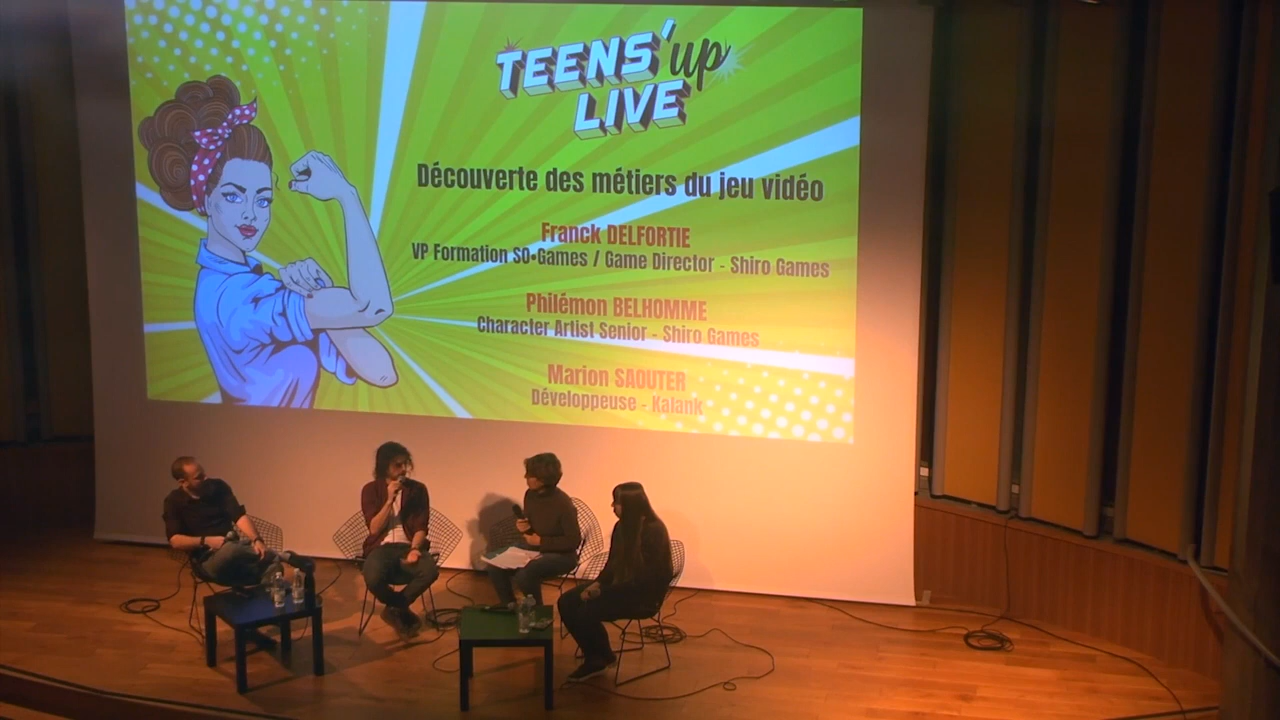 TEENS'up
LIVE
Découverte des métiers du jeu vidéo
Franck DELFORTIE
VP Formation SO•Games / Game Director - Shiro Games
Philémon BELHOMME
Character Artist Senior - Shiro Games
Marion SAOUTER
Développeuse - Kalank